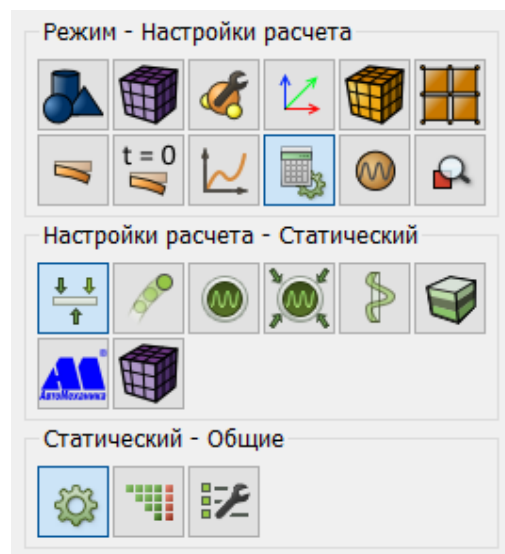 Режим - Настройки расчета
t = 0
Настройки расчета - Статический
АвтоМеханика
Статический - Общие